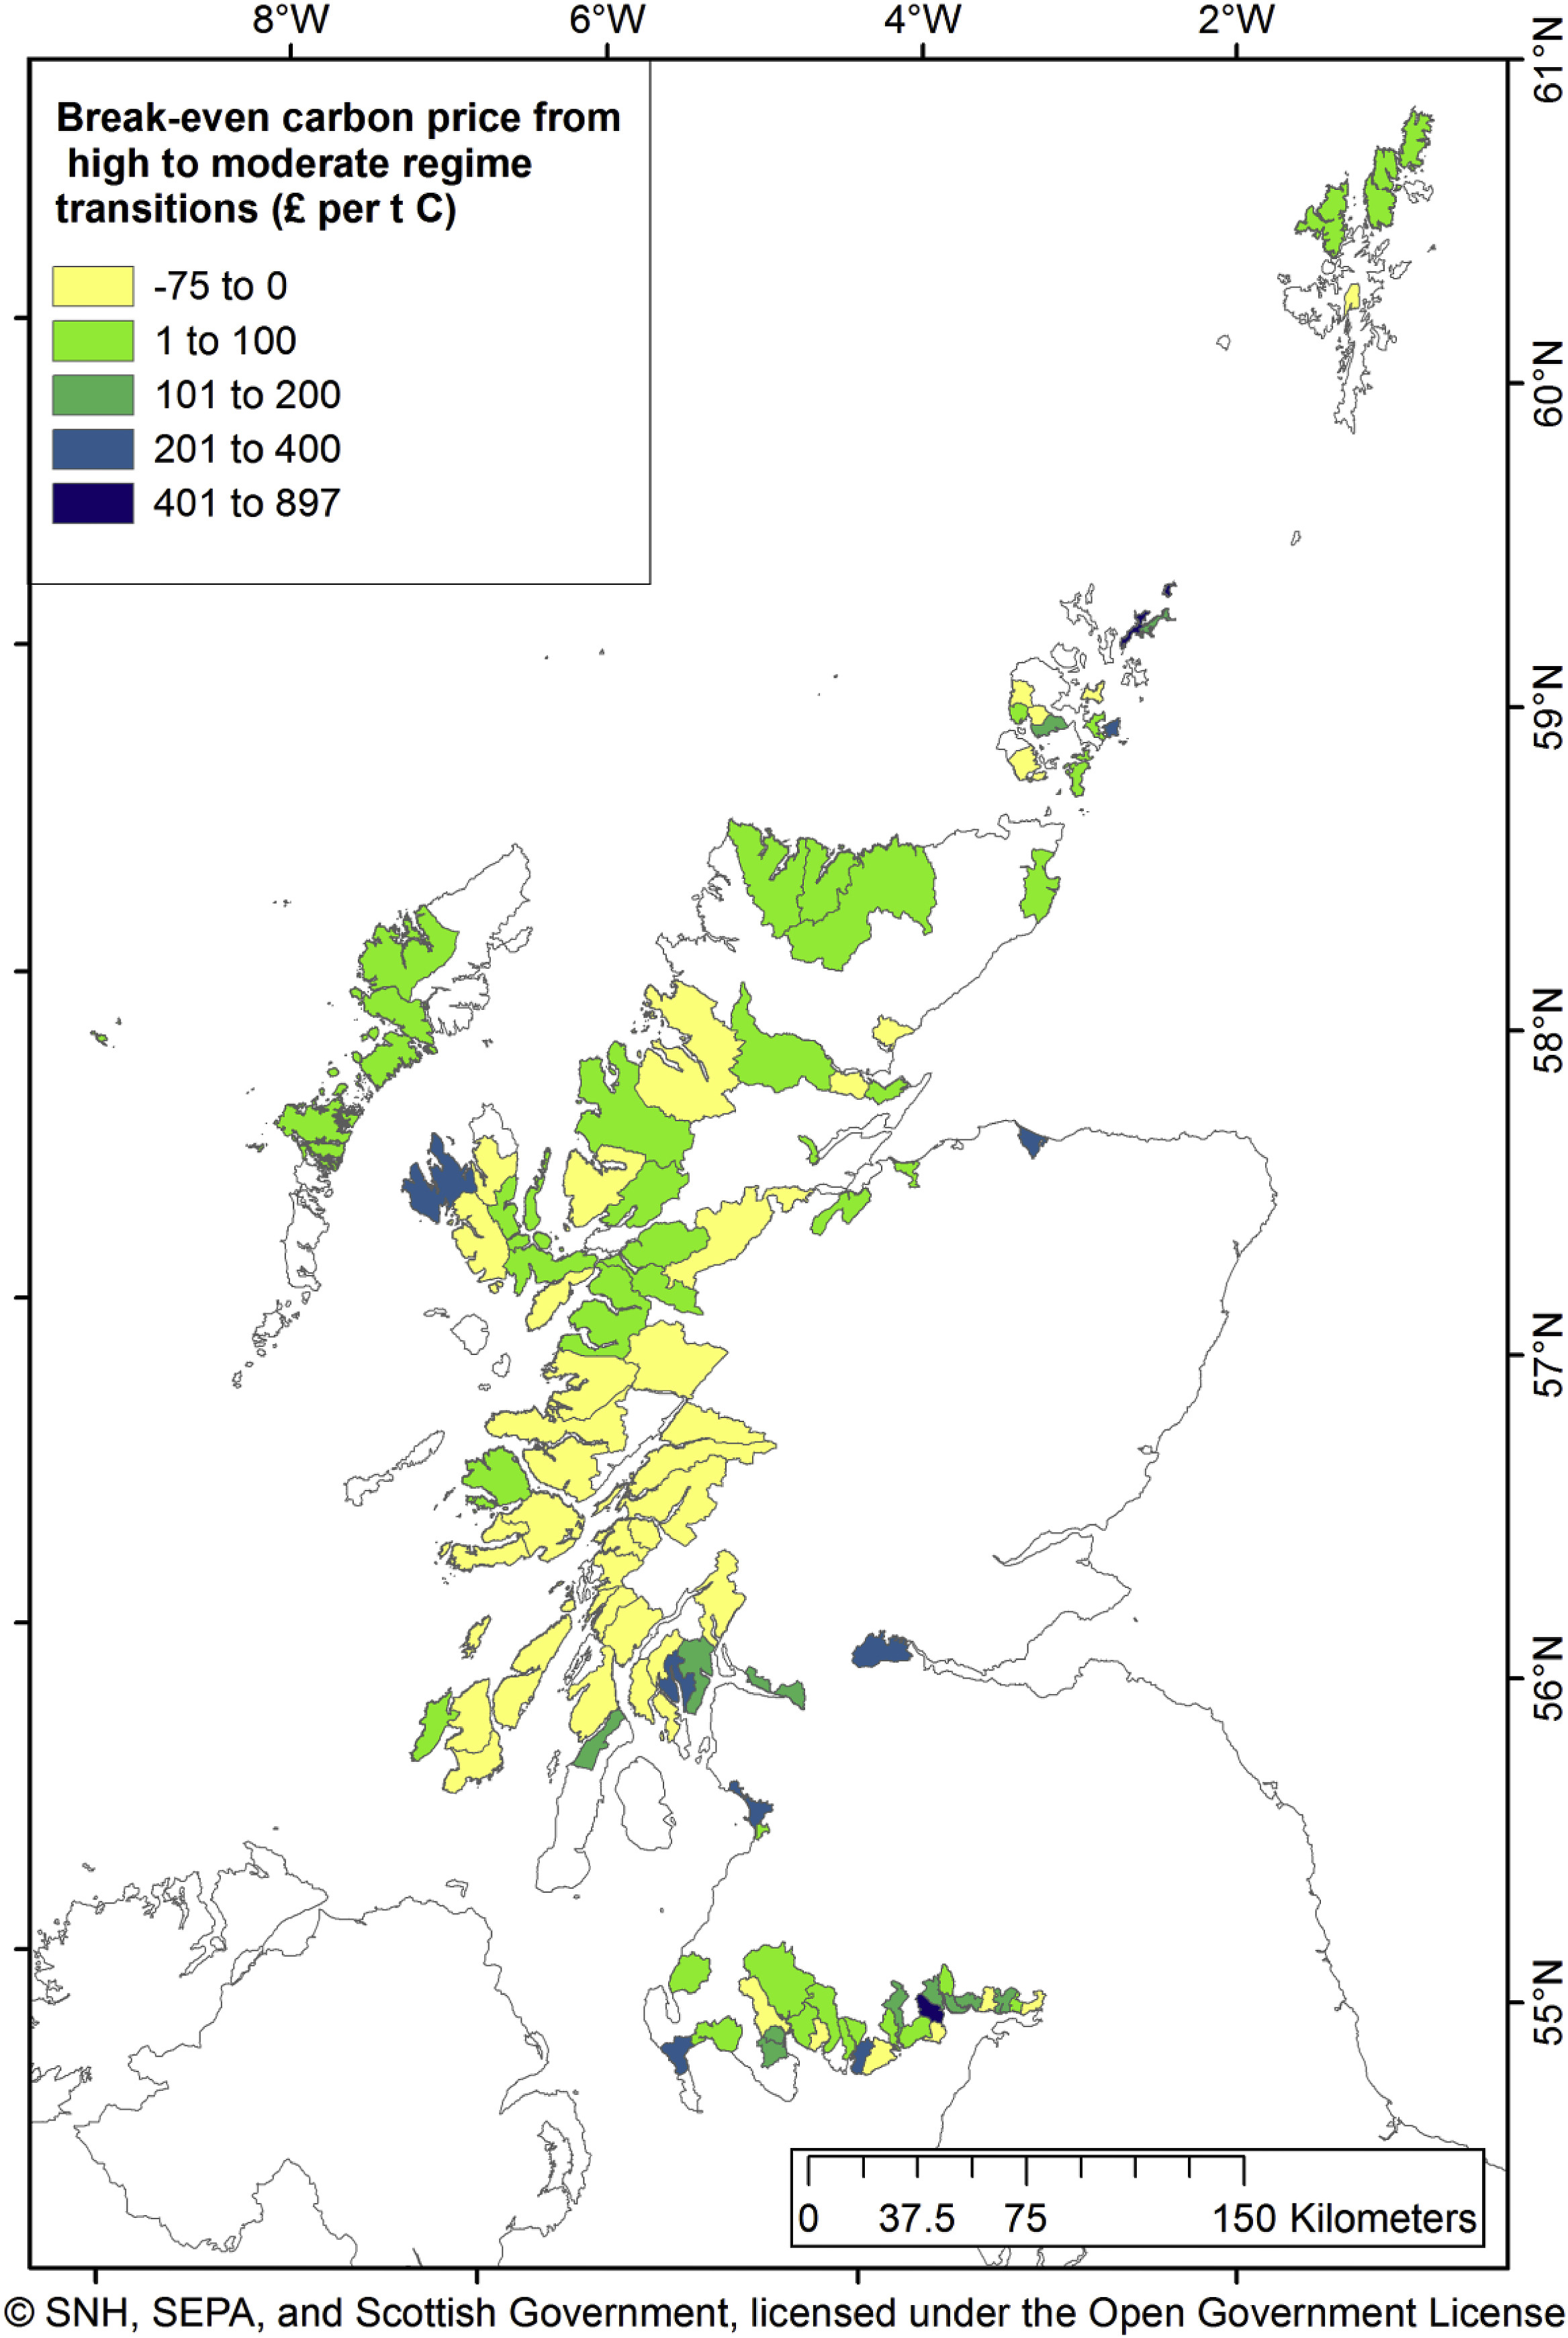 8°W 6°W 4°W 2°W
61°N
Break-even carbon price from
high to moderate regime
transitions (£ per t C)
-75 to 0
1 to 100
101 to 200
201 to 400
401 to 897
60°N
59°N
58°N
57°N
56°N
55°N
0 37.5 75 150 Kilometers
© SNH, SEPA, and Scottish Government, licensed under the Open Government License